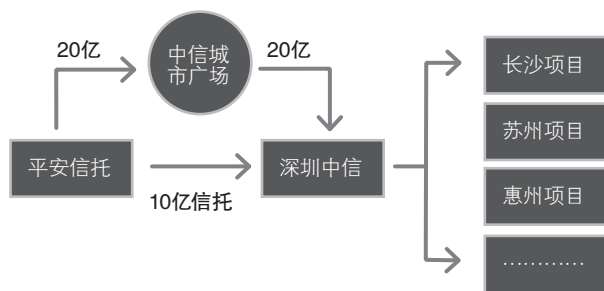 20亿
中信城
市广场
20亿
平安信托
10亿信托
深圳中信
长沙项目
苏州项目
惠州项目
…………